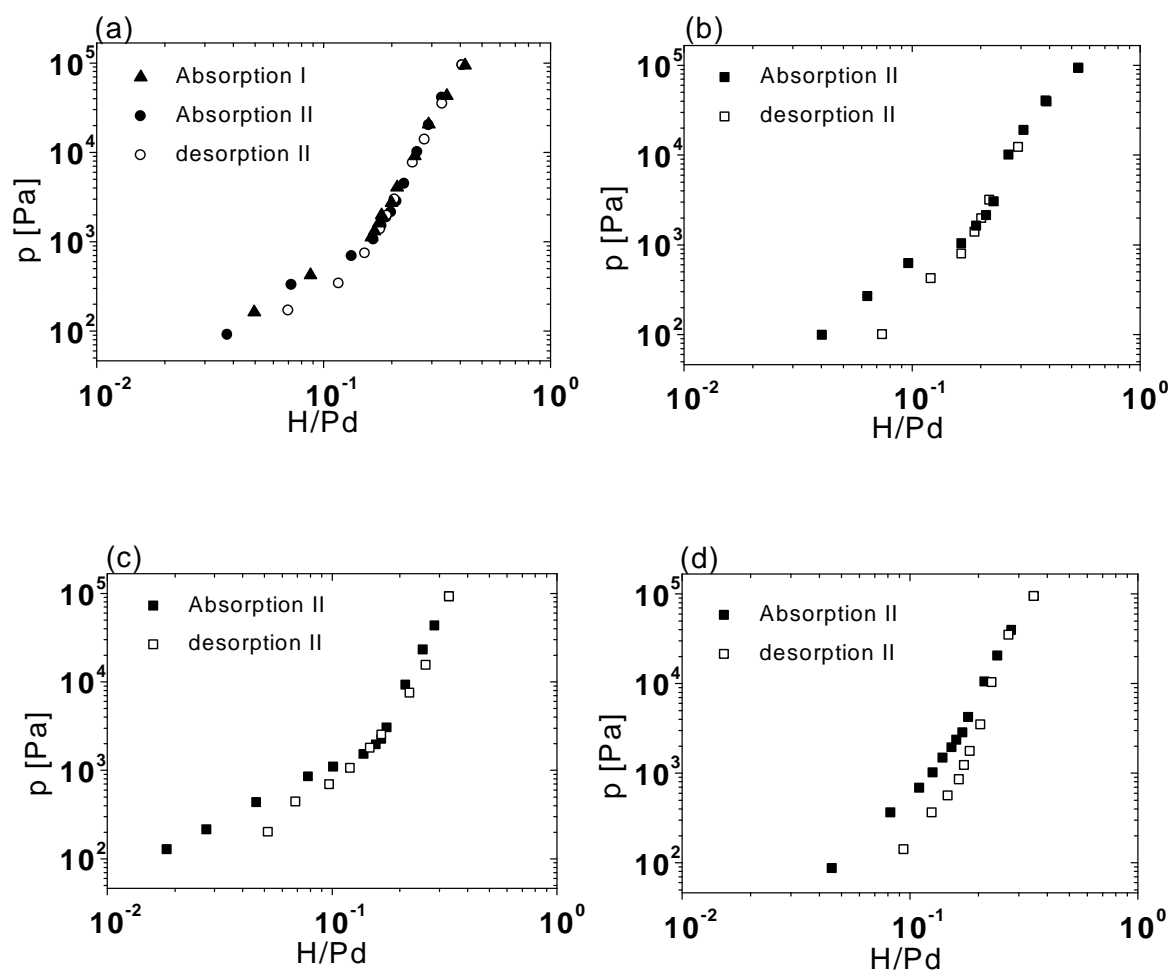 (a)
10^5
10^4
10^3
10^2
p [Pa]
Absorption I
Absorption II
desorption II
10^-2
10^-1
10^0
H/Pd
(b)
10^5
10^4
10^3
10^2
p [Pa]
Absorption II
desorption II
10^-2
10^-1
10^0
H/Pd
(c)
10^5
10^4
10^3
10^2
p [Pa]
Absorption II
desorption II
10^-2
10^-1
10^0
H/Pd
(d)
10^5
10^4
10^3
10^2
p [Pa]
Absorption II
desorption II
10^-2
10^-1
10^0
H/Pd